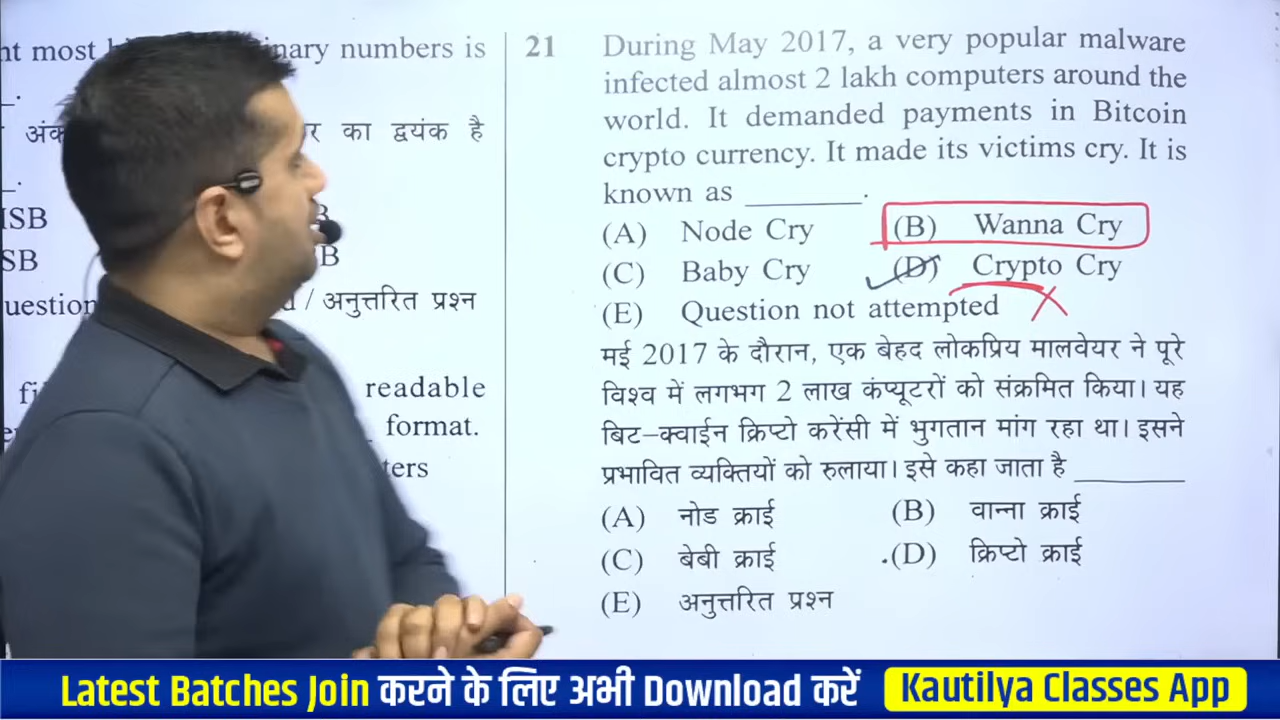 nt most
inary numbers is
अंक
र का द्वयंक है
ISB
B
SB
B
uestion
d / अनुत्तरित प्रश्न
readable
format.
ters
21 During May 2017, a very popular malware
infected almost 2 lakh computers around the
world. It demanded payments in Bitcoin
crypto currency. It made its victims cry. It is
known as ________.
(A) Node Cry (B) Wanna Cry
(C) Baby Cry (D) Crypto Cry
(E) Question not attempted
मई 2017 के दौरान, एक बेहद लोकप्रिय मालवेयर ने पूरे
विश्व में लगभग 2 लाख कंप्यूटरों को संक्रमित किया। यह
बिट–क्वाईन क्रिप्टो करेंसी में भुगतान मांग रहा था। इसने
प्रभावित व्यक्तियों को रुलाया। इसे कहा जाता है ________
(A) नोड क्राई (B) वान्ना क्राई
(C) बेबी क्राई .(D) क्रिप्टो क्राई
(E) अनुत्तरित प्रश्न
Latest Batches Join करने के लिए अभी Download करें Kautilya Classes App